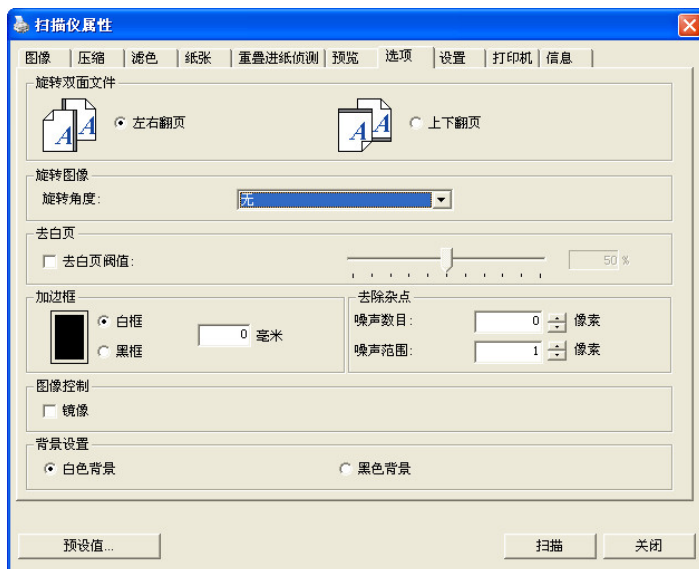 扫描仪属性
图像 压缩 滤色 纸张 重叠进纸侦测 预览 选项 设置 打印机 信息
旋转双面文件
A A 左右翻页 A A 上下翻页
旋转图像
旋转角度: 无
去白页
去白页阀值: 50 %
加边框 去除杂点
白框 0 毫米 噪声数目: 0 像素
黑框 噪声范围: 1 像素
图像控制
镜像
背景设置
白色背景 黑色背景
预设值... 扫描 关闭